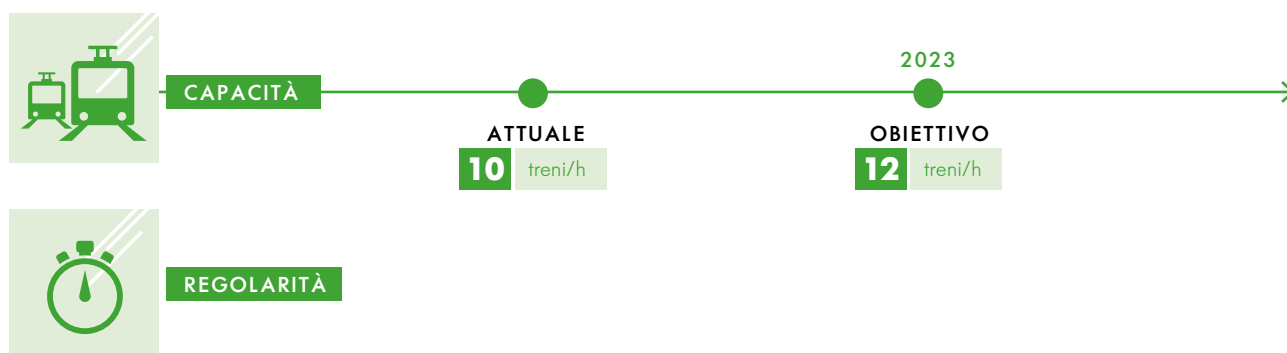 2023
CAPACITÀ
ATTUALE
OBIETTIVO
10 treni/h
12 treni/h
REGOLARITÀ